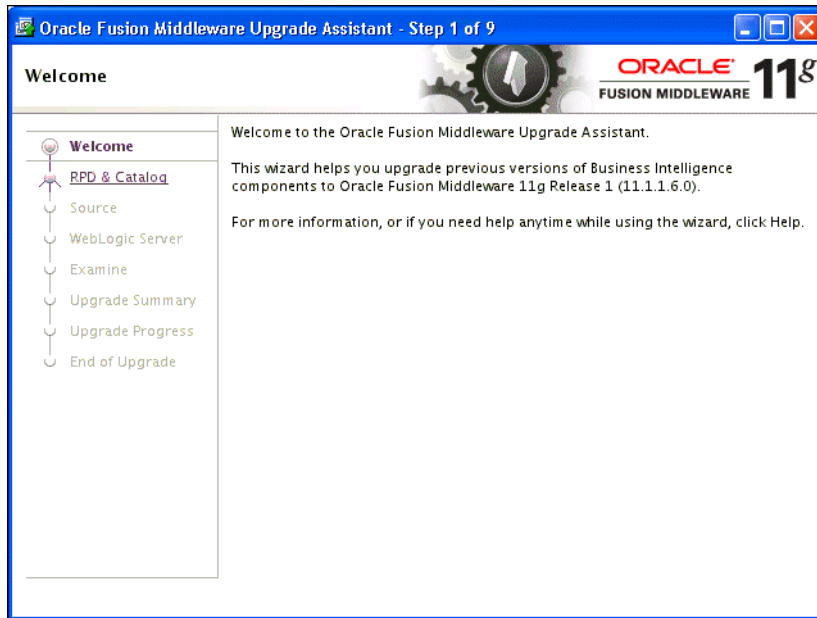 Oracle Fusion Middleware Upgrade Assistant - Step 1 of 9
Welcome
ORACLE
FUSION MIDDLEWARE
11g
Welcome
RPD & Catalog
Source
WebLogic Server
Examine
Upgrade Summary
Upgrade Progress
End of Upgrade
Welcome to the Oracle Fusion Middleware Upgrade Assistant.
This wizard helps you upgrade previous versions of Business Intelligence
components to Oracle Fusion Middleware 11g Release 1 (11.1.1.6.0).
For more information, or if you need help anytime while using the wizard, click Help.